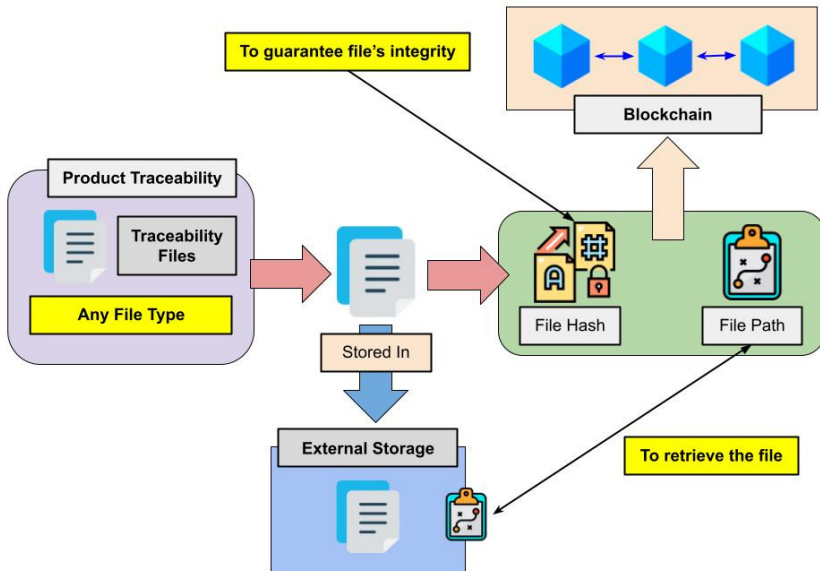 To guarantee file's integrity
Blockchain
Product Traceability
Traceability
Files
Any File Type
#
A
File Hash
File Path
Stored In
External Storage
To retrieve the file